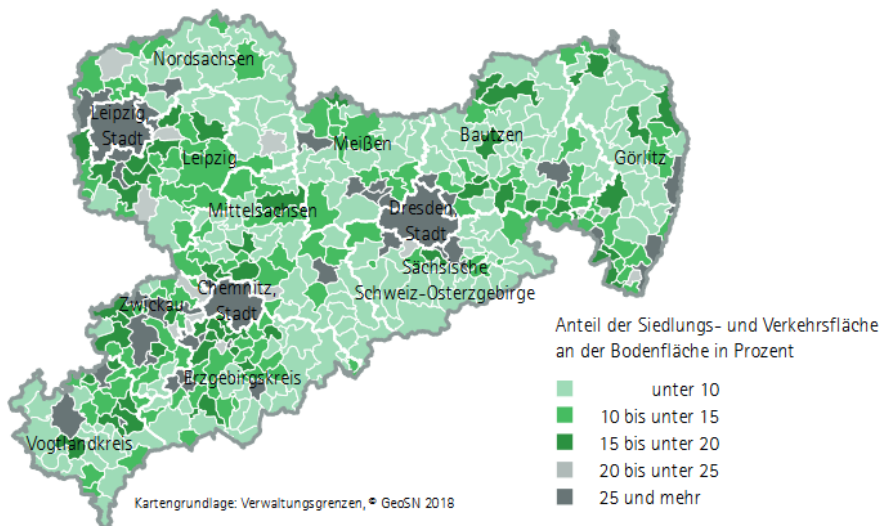 Nordsachsen
Leipzig,
Stadt
Leipzig
Meißen
Bautzen
Görlitz
Mittelsachsen
Dresden,
Stadt
Sächsische
Schweiz-Osterzgebirge
Chemnitz,
Stadt
Zwickau
Erzgebirgskreis
Vogtlandkreis
Anteil der Siedlungs- und Verkehrsfläche
an der Bodenfläche in Prozent
unter 10
10 bis unter 15
15 bis unter 20
20 bis unter 25
25 und mehr
Kartengrundlage: Verwaltungsgrenzen, © GeoSN 2018